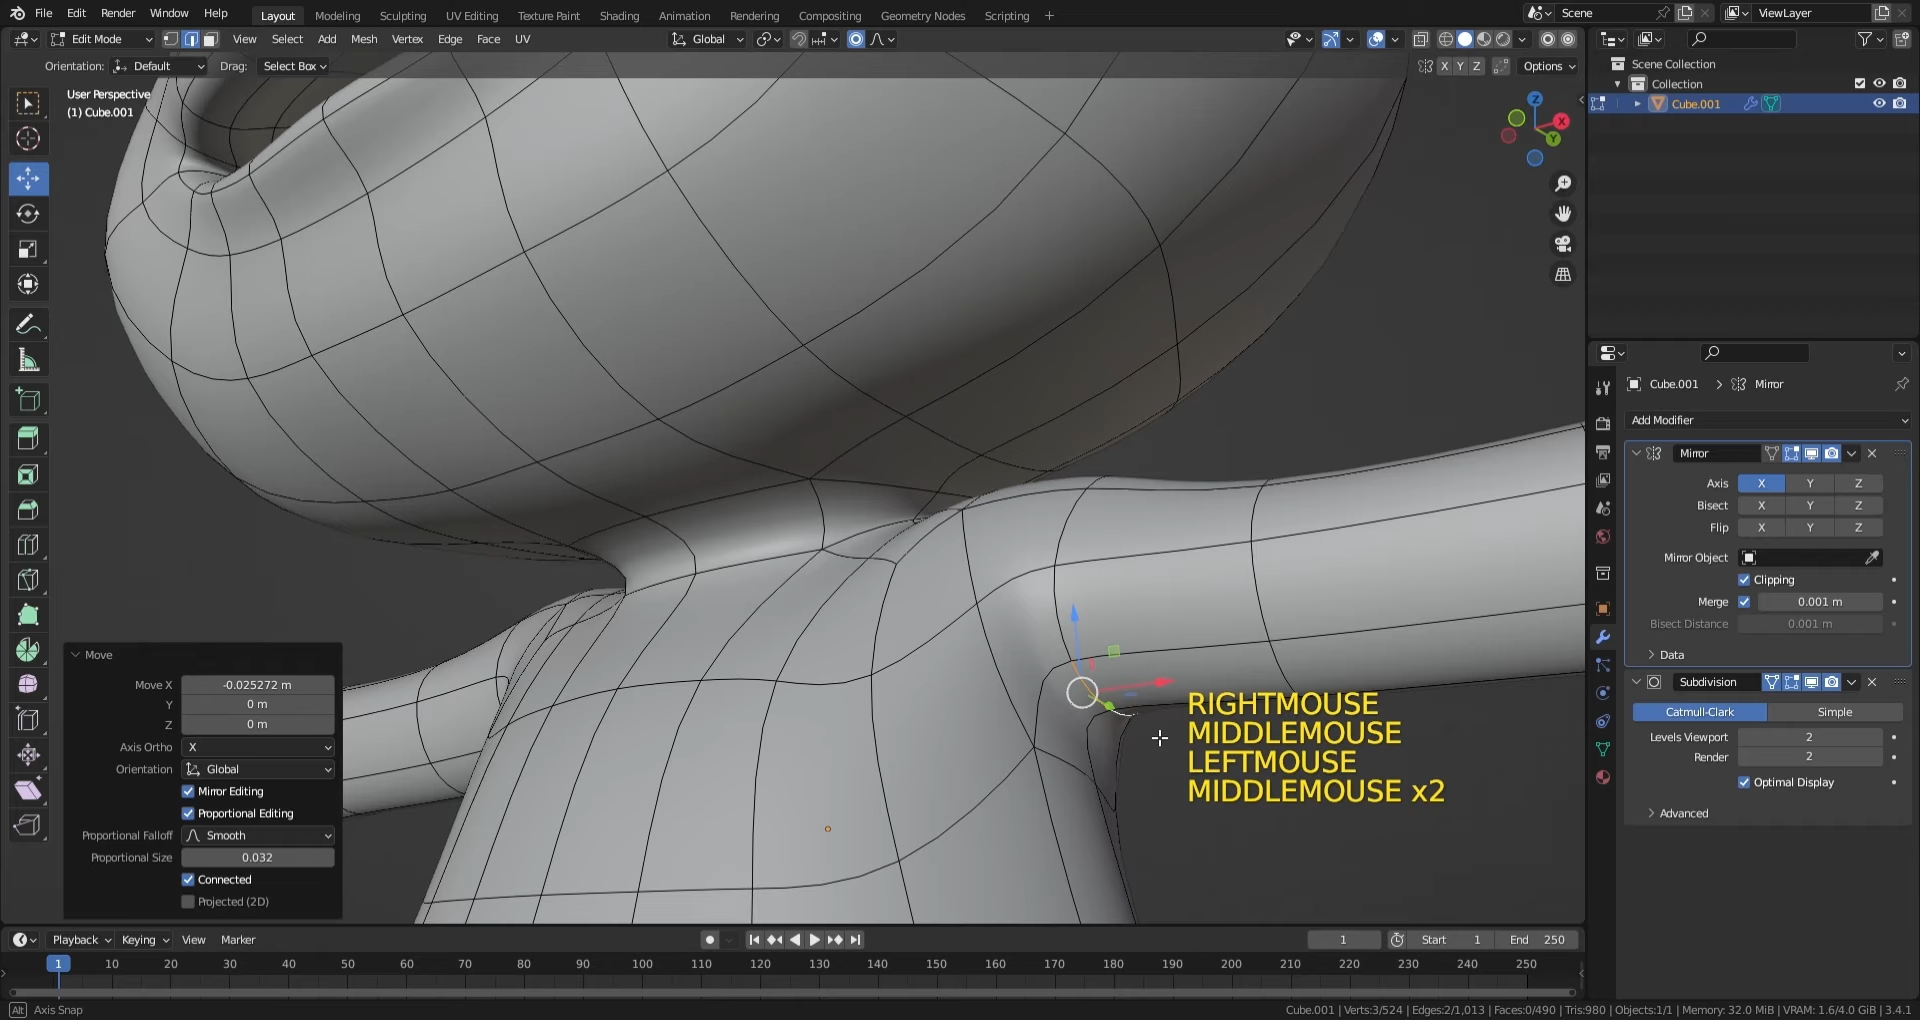 File Edit Render Window Help Layout Modeling Sculpting UV Editing Texture Paint Shading Animation Rendering Compositing Geometry Nodes Scripting + Scene ViewLayer
Edit Mode View Select Add Mesh Vertex Edge Face UV Global
Orientation: Default Drag: Select Box X Y Z Options
User Perspective
(1) Cube.001
Z
X
Y
Scene Collection
Collection
Cube.001
Cube.001 > Mirror
Add Modifier
Mirror
Axis X Y Z
Bisect X Y Z
Flip X Y Z
Mirror Object
Clipping
Merge 0.001 m
Bisect Distance 0.001 m
Data
Subdivision
Catmull-Clark Simple
Levels Viewport 2
Render 2
Optimal Display
Advanced
Move
Move X -0.025272 m
Y 0 m
Z 0 m
Axis Ortho X
Orientation Global
Mirror Editing
Proportional Editing
Proportional Falloff Smooth
Proportional Size 0.032
Connected
Projected (2D)
RIGHTMOUSE
MIDDLEMOUSE
LEFTMOUSE
MIDDLEMOUSE x2
Playback Keying View Marker 1 Start 1 End 250
1 10 20 30 40 50 60 70 80 90 100 110 120 130 140 150 160 170 180 190 200 210 220 230 240 250
Alt Axis Snap Cube.001 | Verts:3/524 | Edges:2/1,013 | Faces:0/490 | Tris:980 | Objects:1/1 | Memory: 32.0 MiB | VRAM: 1.6/4.0 GiB | 3.4.1